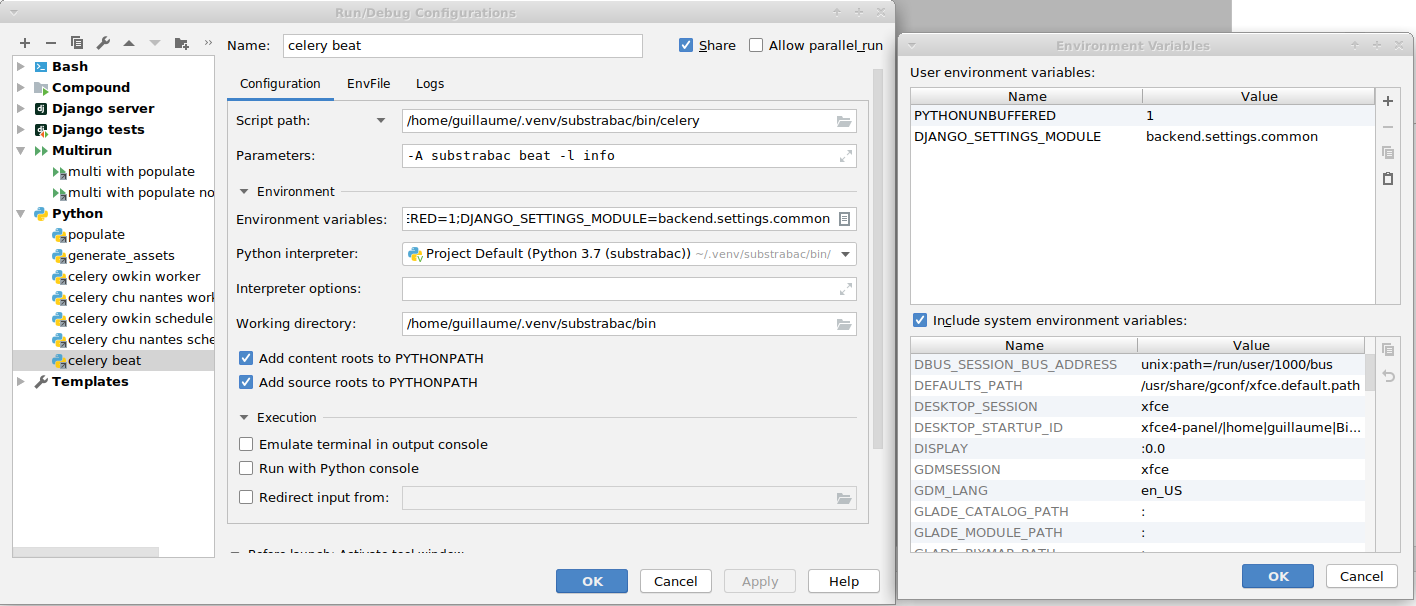 Run/Debug Configurations
Name: celery beat Share Allow parallel run
Bash
Compound
Django server
Django tests
Multirun
multi with populate
multi with populate no
Python
populate
generate_assets
celery owkin worker
celery chu nantes work
celery owkin schedule
celery chu nantes sche
celery beat
Templates
Configuration EnvFile Logs
Script path: /home/guillaume/.venv/substrabac/bin/celery
Parameters: -A substrabac beat -l info
Environment
Environment variables: ERED=1;DJANGO_SETTINGS_MODULE=backend.settings.common
Python interpreter: Project Default (Python 3.7 (substrabac)) ~/.venv/substrabac/bin/
Interpreter options:
Working directory: /home/guillaume/.venv/substrabac/bin
Add content roots to PYTHONPATH
Add source roots to PYTHONPATH
Execution
Emulate terminal in output console
Run with Python console
Redirect input from:
Before launch: Activate tool window
OK Cancel Apply Help
Environment Variables
User environment variables:
Name Value
PYTHONUNBUFFERED 1
DJANGO_SETTINGS_MODULE backend.settings.common
Include system environment variables:
Name Value
DBUS_SESSION_BUS_ADDRESS unix:path=/run/user/1000/bus
DEFAULTS_PATH /usr/share/gconf/xfce.default.path
DESKTOP_SESSION xfce
DESKTOP_STARTUP_ID xfce4-panel/|home|guillaume|Bi...
DISPLAY :0.0
GDMSESSION xfce
GDM_LANG en_US
GLADE_CATALOG_PATH :
GLADE_MODULE_PATH :
GLADE_PIXMAP_PATH :
OK Cancel